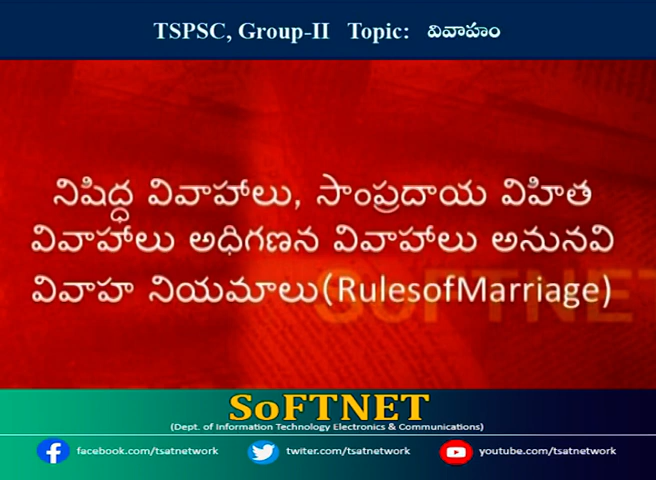 TSPSC, Group-II Topic: వివాహం
నిషిద్ధ వివాహాలు, సాంప్రదాయ విహిత
వివాహాలు అధిగణన వివాహాలు అనునవి
వివాహ నియమాలు(RulesofMarriage)
SoFTNET
SoFTNET
(Dept. of Information Technology Electronics & Communications)
facebook.com/tsatnetwork twiter.com/tsatnetwork youtube.com/tsatnetwork